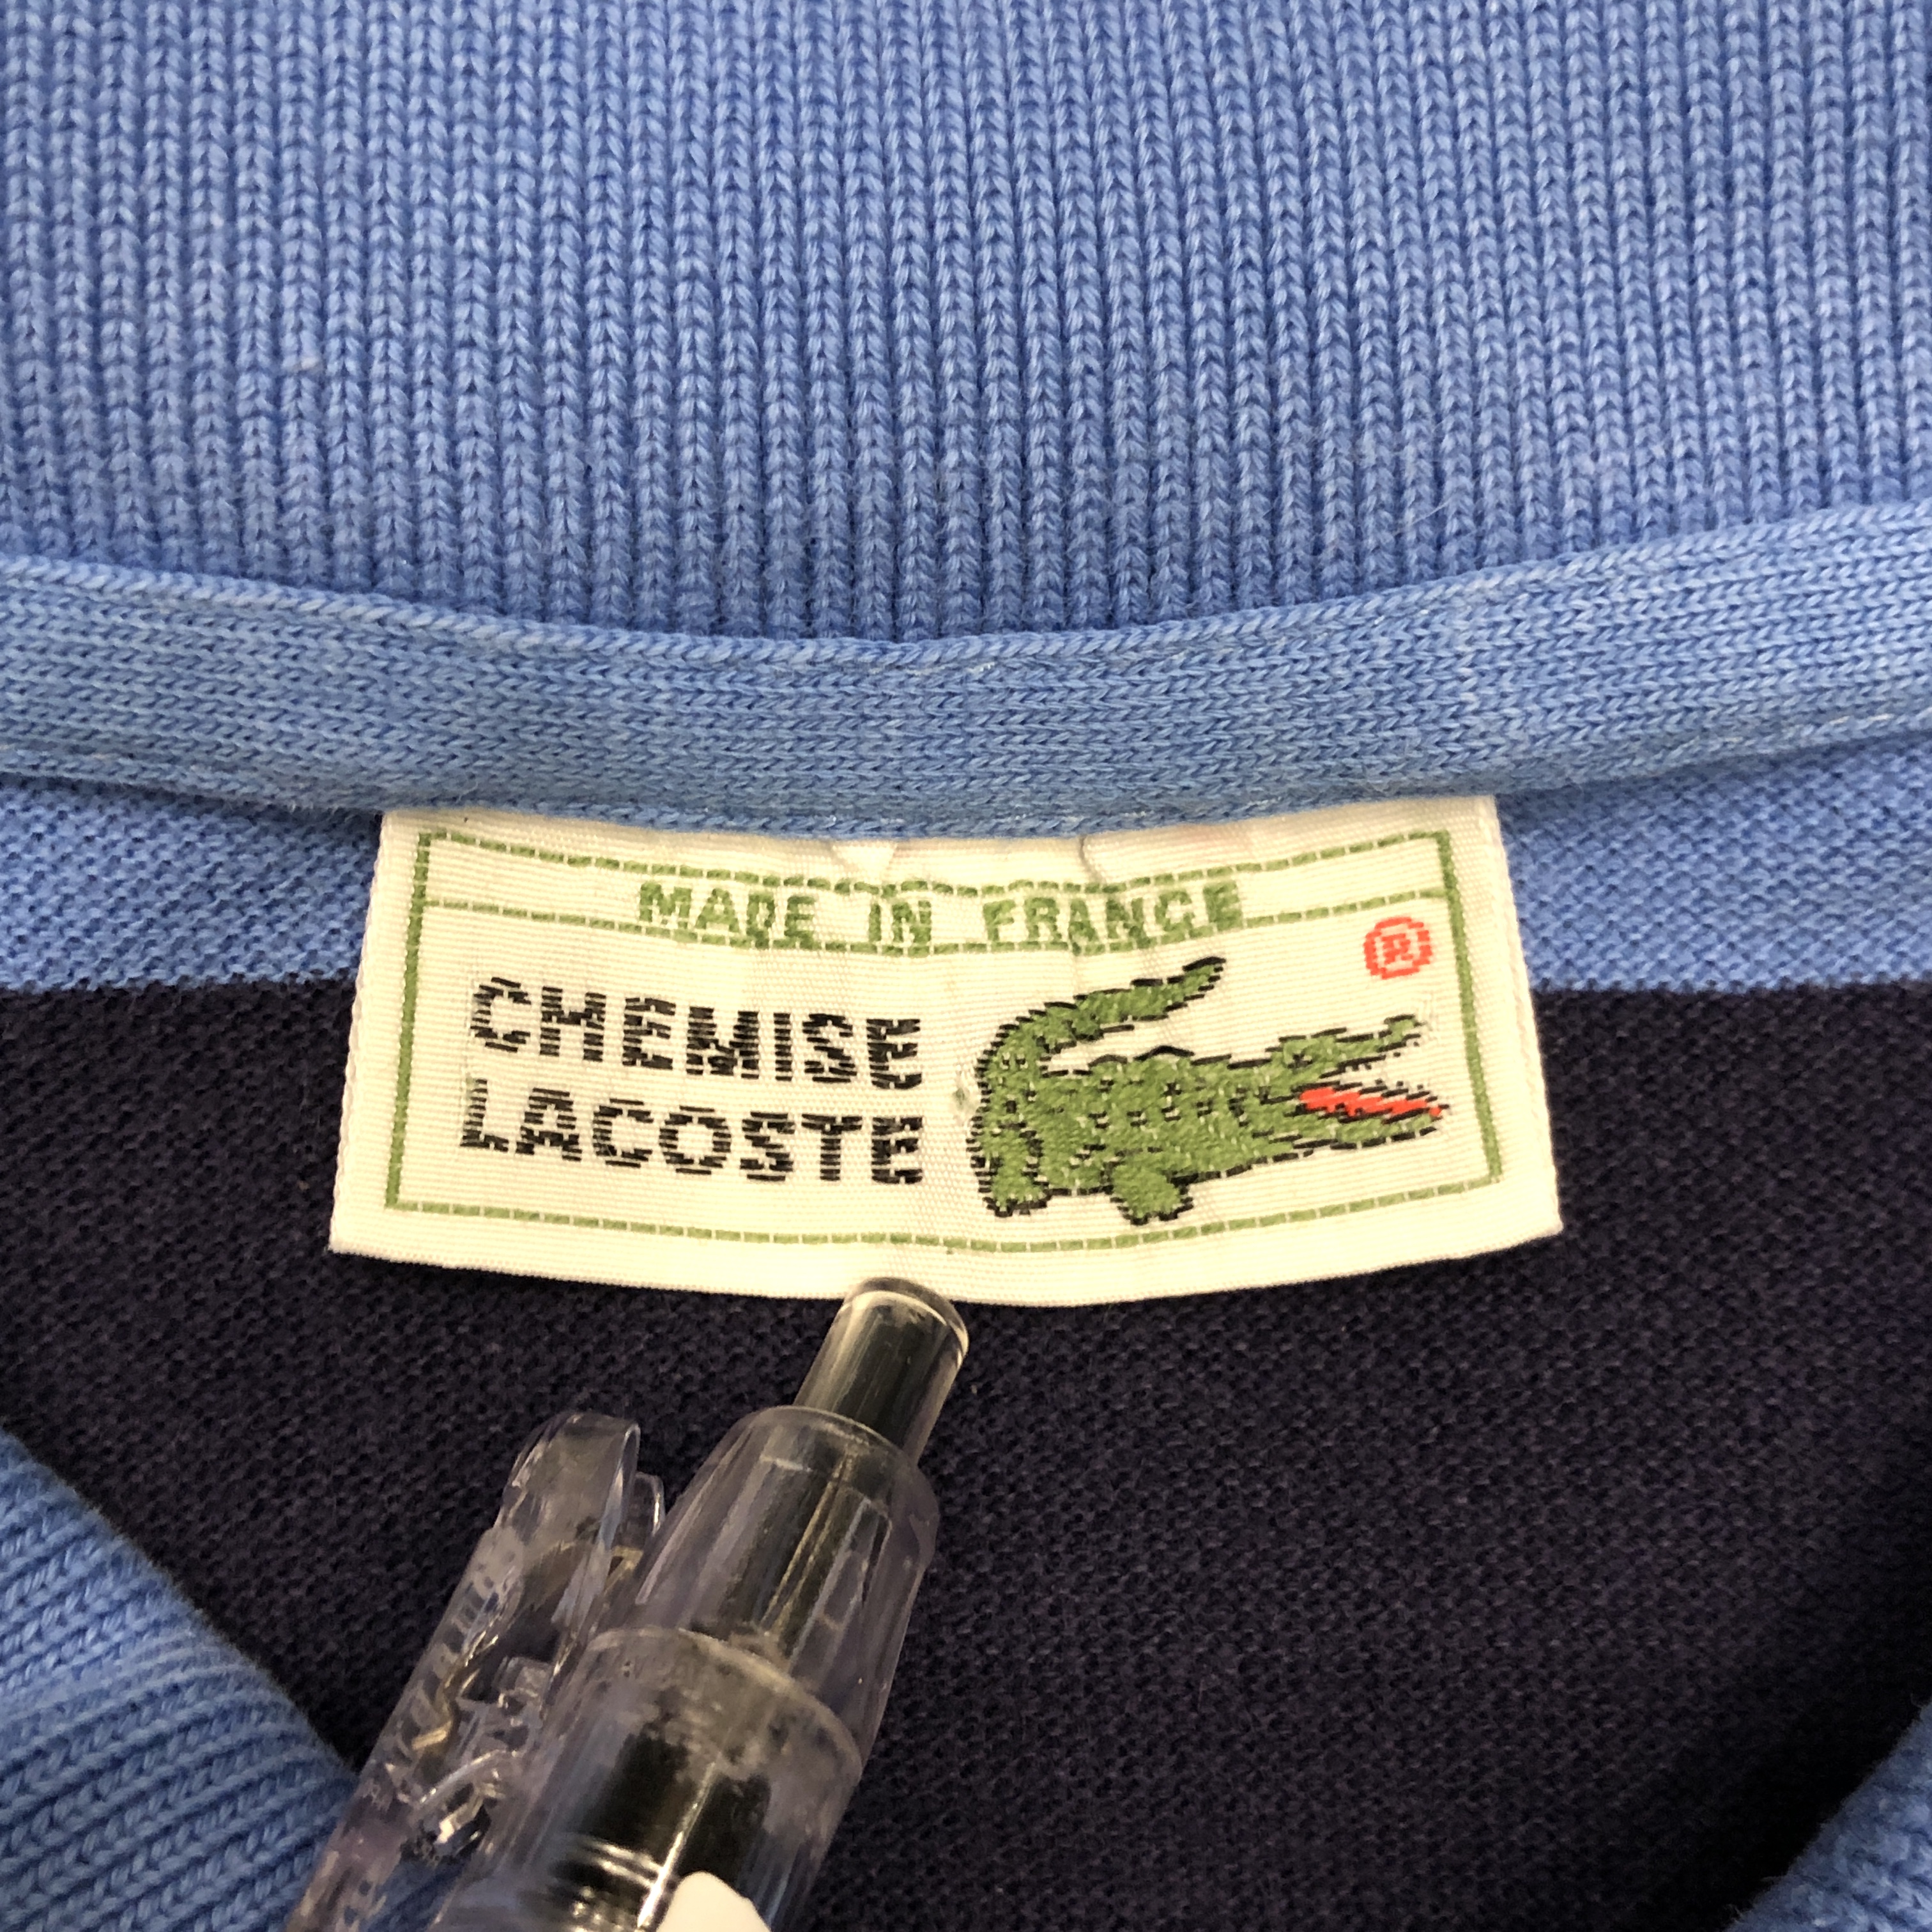 MADE IN FRANCE
®
CHEMISE
LACOSTE